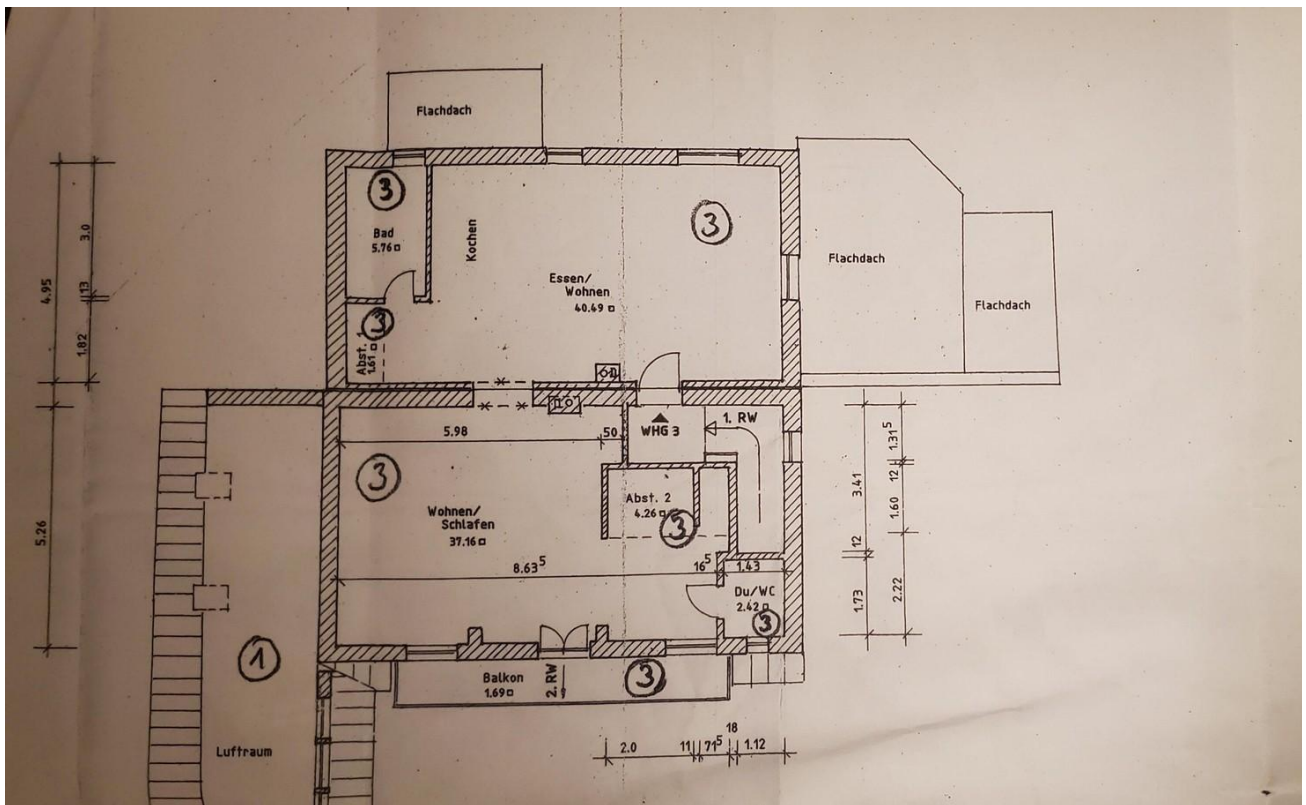 Flachdach
3
Bad
5.76
Kochen
3
Essen/
Wohnen
40.49
Flachdach
Flachdach
3
Abst. 1
1.61
3.0
13
1.82
4.95
5.26
5.98
50
WHG 3
1. RW
3
Wohnen/
Schlafen
37.16
Abst. 2
4.26
3
8.63⁵
16⁵
1.43
Du/WC
2.42
3
3.41
12
1.73
1.31⁵
12
1.60
2.22
1
Balkon
1.69
2. RW
3
Luftraum
2.0
11
71⁵
18
1.12